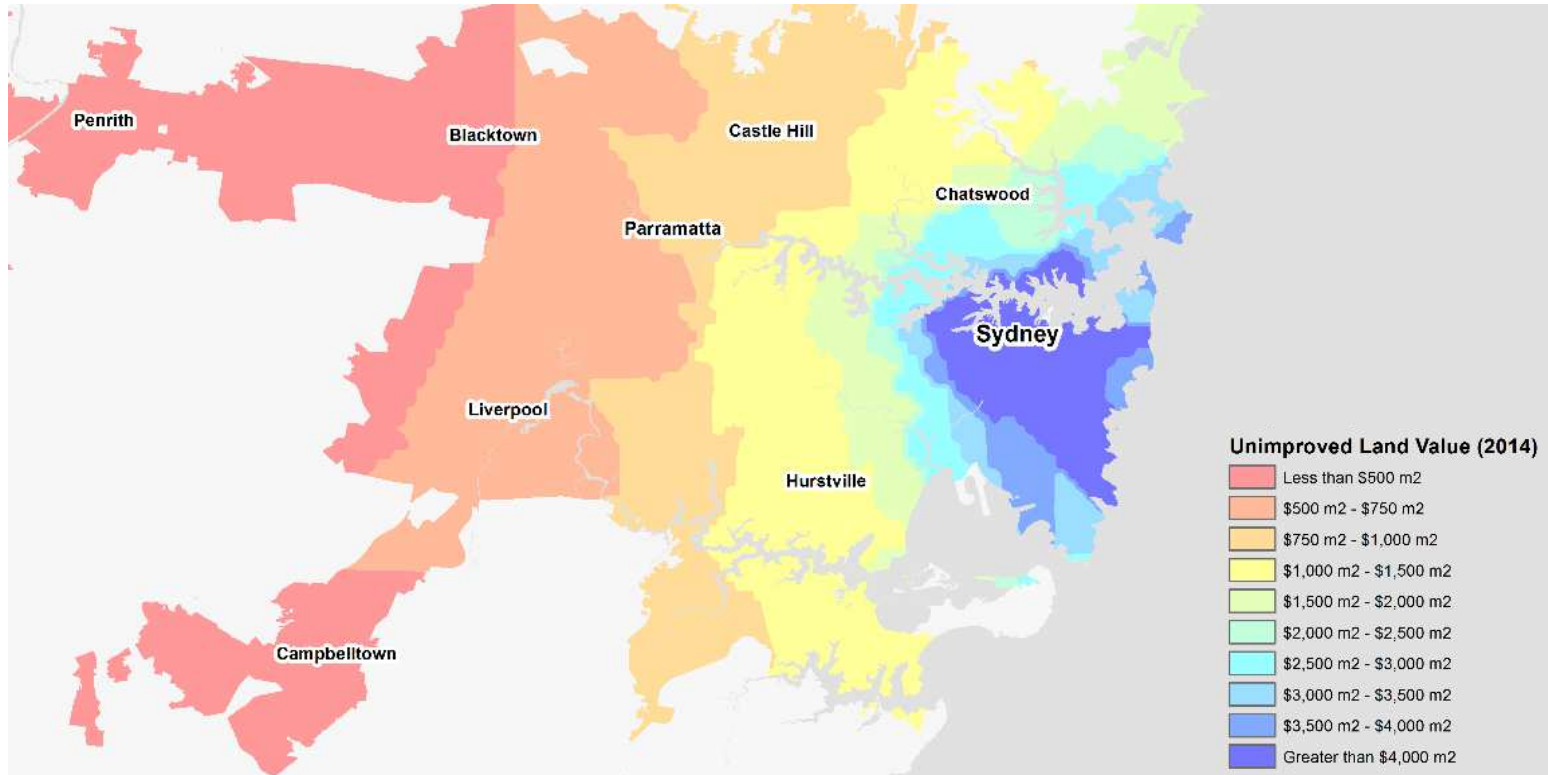 Penrith
Blacktown
Castle Hill
Chatswood
Parramatta
Sydney
Liverpool
Hurstville
Campbelltown
Unimproved Land Value (2014)
Less than $500 m2
$500 m2 - $750 m2
$750 m2 - $1,000 m2
$1,000 m2 - $1,500 m2
$1,500 m2 - $2,000 m2
$2,000 m2 - $2,500 m2
$2,500 m2 - $3,000 m2
$3,000 m2 - $3,500 m2
$3,500 m2 - $4,000 m2
Greater than $4,000 m2